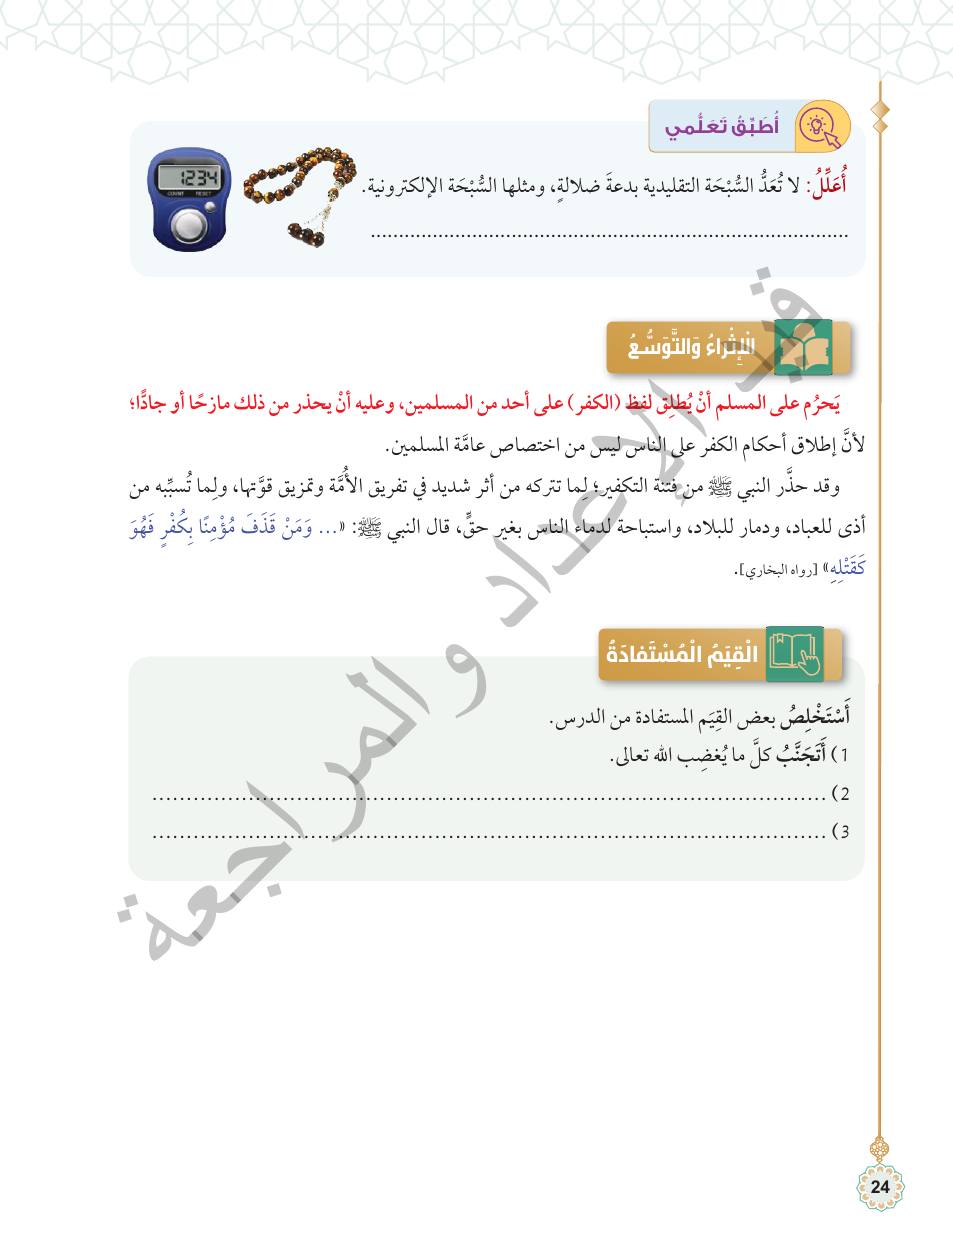 أُطَبِّقُ تَعَلُّمي
أُعَلِّلُ: لا تُعَدُّ السُّبْحَة التقليدية بدعةَ ضلالةٍ، ومثلها السُّبْحَة الإلكترونية.
1234
COUNT RESET
......................................................................................
الْإِثْراءُ وَالتَّوَسُّعُ
يَحرُم على المسلم أنْ يُطلِق لفظ (الكفر) على أحد من المسلمين، وعليه أنْ يحذر من ذلك مازحًا أو جادًّا؛
لأنَّ إطلاق أحكام الكفر على الناس ليس من اختصاص عامَّة المسلمين.
وقد حذَّر النبي ﷺ من فتنة التكفير؛ لِما تتركه من أثر شديد في تفريق الأُمَّة وتمزيق قوَّتها، ولِما تُسبِّبه من
أذى للعباد، ودمار للبلاد، واستباحة لدماء الناس بغير حقٍّ، قال النبي ﷺ: «... وَمَنْ قَذَفَ مُؤْمِنًا بِكُفْرٍ فَهُوَ
كَقَتْلِهِ» [رواه البخاري].
الْقِيَمُ الْمُسْتَفادَةُ
أَسْتَخْلِصُ بعض القِيَم المستفادة من الدرس.
1) أَتَجَنَّبُ كلَّ ما يُغضِب الله تعالى.
2) ....................................................................................................
3) ....................................................................................................
قيد الإعداد والمراجعة
24